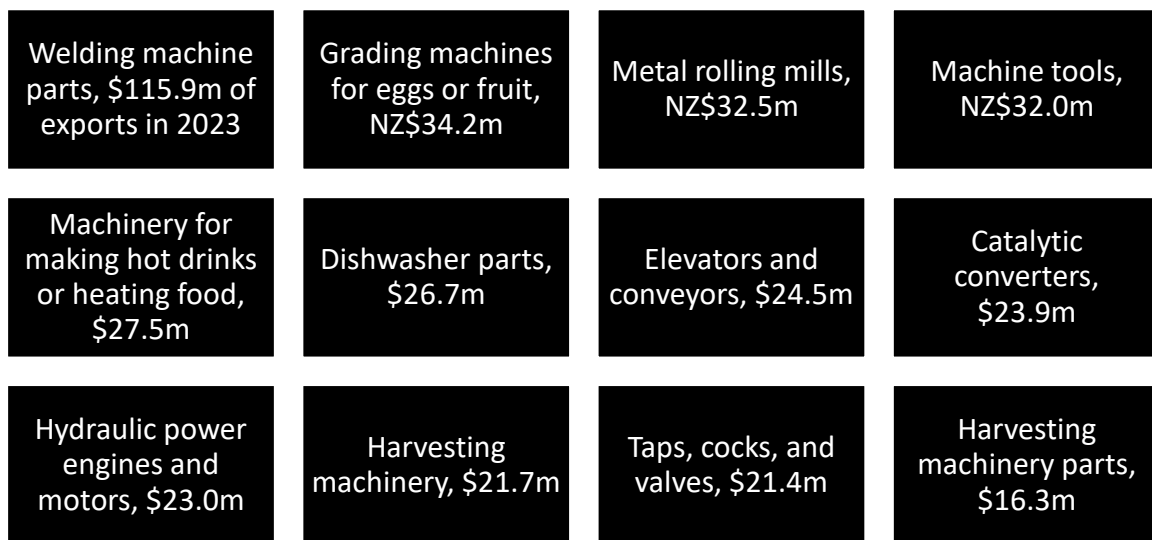 Welding machine
parts, $115.9m of
exports in 2023
Grading machines
for eggs or fruit,
NZ$34.2m
Metal rolling mills,
NZ$32.5m
Machine tools,
NZ$32.0m
Machinery for
making hot drinks
or heating food,
$27.5m
Dishwasher parts,
$26.7m
Elevators and
conveyors, $24.5m
Catalytic
converters,
$23.9m
Hydraulic power
engines and
motors, $23.0m
Harvesting
machinery, $21.7m
Taps, cocks, and
valves, $21.4m
Harvesting
machinery parts,
$16.3m